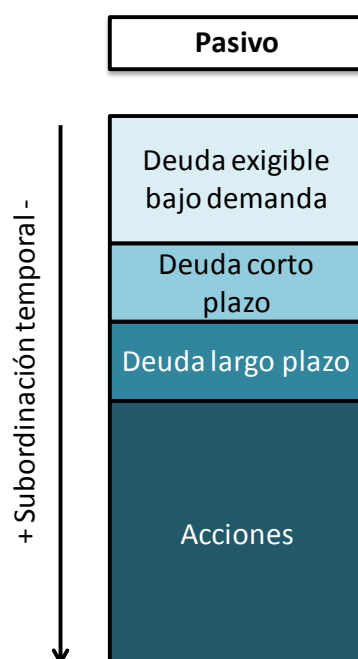 Pasivo
Deuda exigible
bajo demanda
Deuda corto
plazo
Deuda largo plazo
Acciones
+ Subordinación temporal -